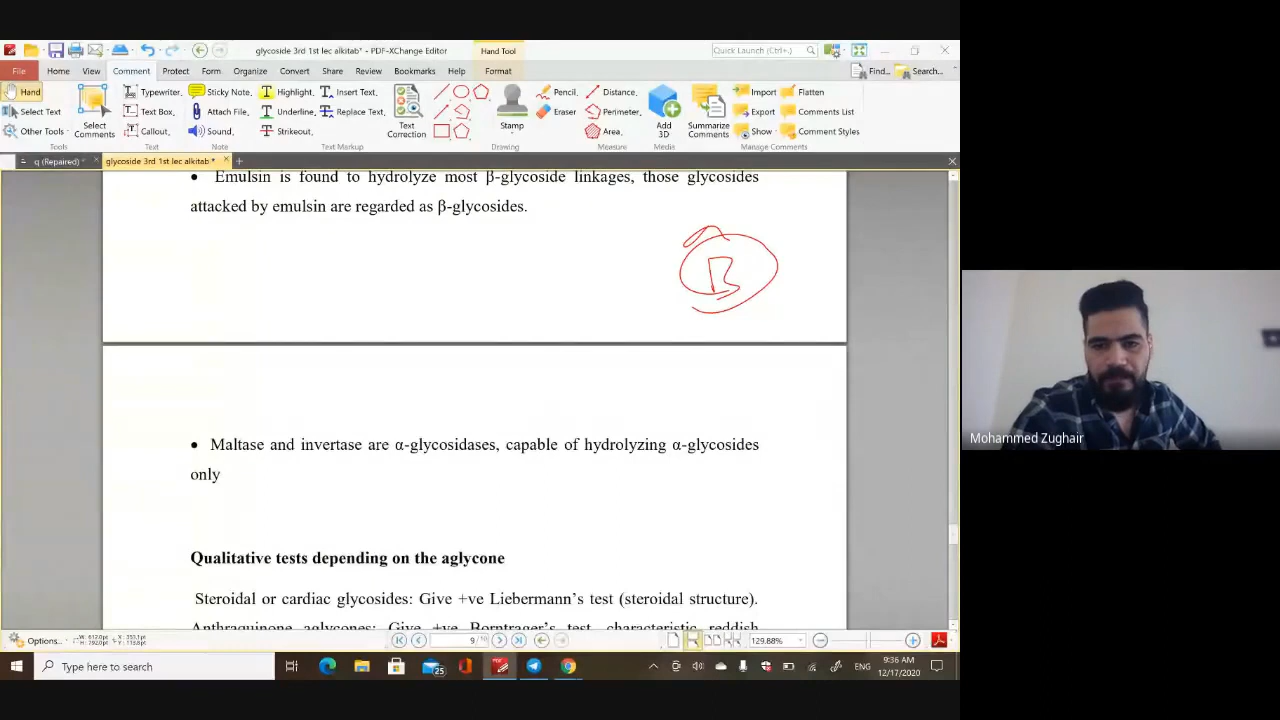 glycoside 3rd 1st lec alkitab* - PDF-XChange Editor
Hand Tool
Quick Launch (Ctrl+.)
File Home View Comment Protect Form Organize Convert Share Review Bookmarks Help Format Find... Search...
Hand Typewriter Sticky Note Highlight Insert Text Pencil Distance Import Flatten
Select Text Text Box Attach File Underline Replace Text Eraser Perimeter Export Comments List
Other Tools Callout Sound Strikeout Area Show Comment Styles
Select Comments
Text Correction
Stamp
Add 3D
Summarize Comments
Tools Text Note Text Markup Drawing Measure Manage Comments
q (Repaired) * glycoside 3rd 1st lec alkitab *
• Emulsin is found to hydrolyze most β-glycoside linkages, those glycosides
attacked by emulsin are regarded as β-glycosides.
B
• Maltase and invertase are α-glycosidases, capable of hydrolyzing α-glycosides
only
Qualitative tests depending on the aglycone
Steroidal or cardiac glycosides: Give +ve Liebermann's test (steroidal structure).
Anthraquinone aglycones: Give +ve Borntrager's test, characteristic reddish
Mohammed Zughair
Options... W: 612.0pt H: 792.0pt 9 129.88%
Type here to search
25
ENG
9:36 AM
12/17/2020